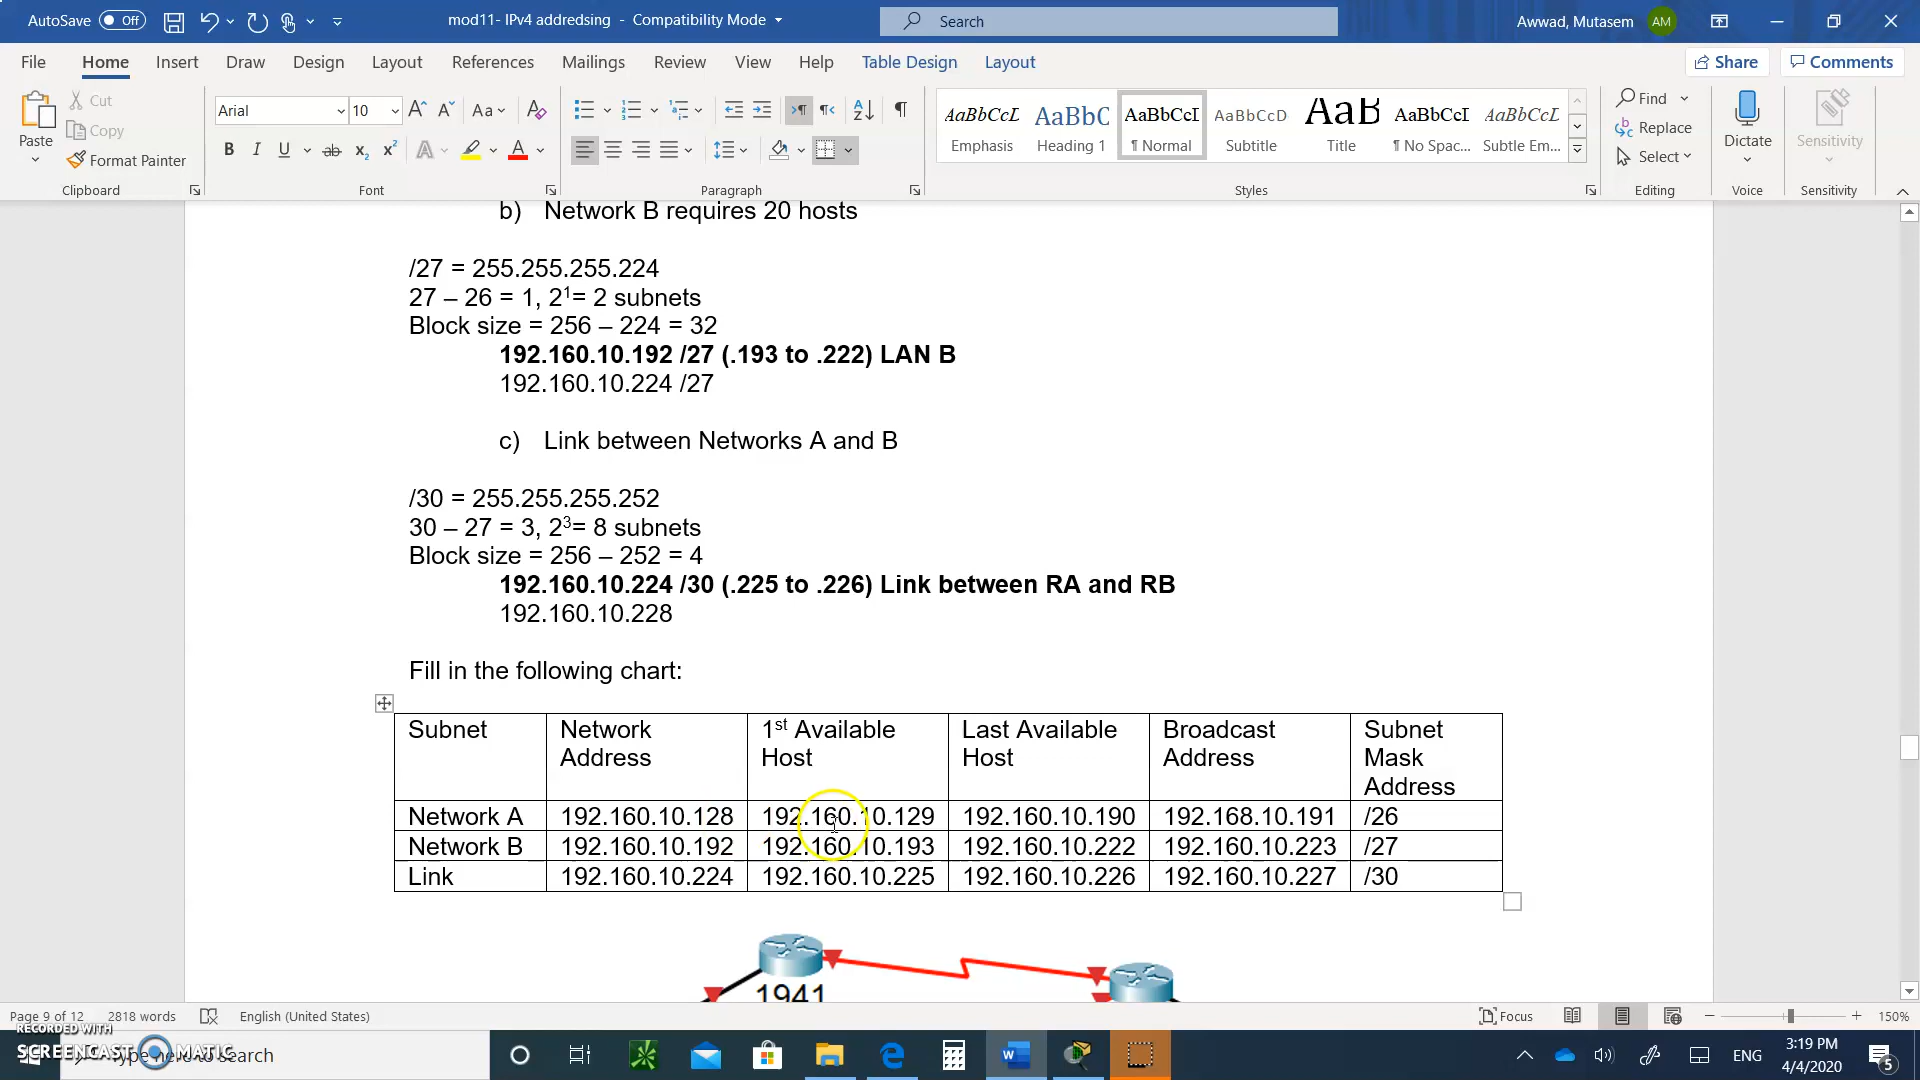 AutoSave Off
mod11- IPv4 addredsing - Compatibility Mode
Search
Awwad, Mutasem AM
File Home Insert Draw Design Layout References Mailings Review View Help Table Design Layout
Share Comments
Paste
Cut
Copy
Format Painter
Clipboard
Arial 10
Font
Paragraph
AaBbCcL AaBbC AaBbCcI AaBbCcD AaB AaBbCcI AaBbCcL
Emphasis Heading 1 ¶ Normal Subtitle Title ¶ No Spac... Subtle Em...
Styles
Find
Replace
Select
Editing
Dictate
Voice
Sensitivity
Sensitivity
b) Network B requires 20 hosts
/27 = 255.255.255.224
27 – 26 = 1, 2¹= 2 subnets
Block size = 256 – 224 = 32
192.160.10.192 /27 (.193 to .222) LAN B
192.160.10.224 /27
c) Link between Networks A and B
/30 = 255.255.255.252
30 – 27 = 3, 2³= 8 subnets
Block size = 256 – 252 = 4
192.160.10.224 /30 (.225 to .226) Link between RA and RB
192.160.10.228
Fill in the following chart:
Subnet Network Address 1st Available Host Last Available Host Broadcast Address Subnet Mask Address
Network A 192.160.10.128 192.160.10.129 192.160.10.190 192.168.10.191 /26
Network B 192.160.10.192 192.160.10.193 192.160.10.222 192.160.10.223 /27
Link 192.160.10.224 192.160.10.225 192.160.10.226 192.160.10.227 /30
1941
Page 9 of 12 2818 words English (United States)
Focus 150%
RECORDED WITH
SCREENCAST MATIC
Type here to search
ENG
3:19 PM
4/4/2020
5